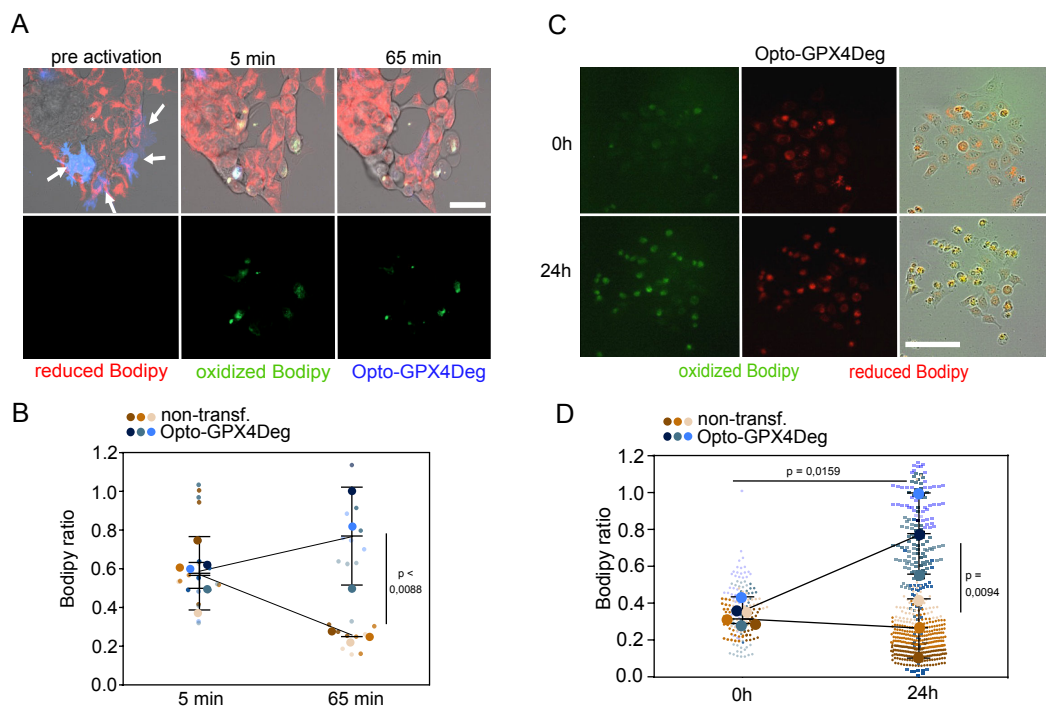 A
pre activation
5 min
65 min
reduced Bodipy
oxidized Bodipy
Opto-GPX4Deg
B
non-transf.
Opto-GPX4Deg
Bodipy ratio
1.2
1.0
0.8
0.6
0.4
0.2
0.0
p <
0,0088
5 min
65 min
C
Opto-GPX4Deg
0h
24h
oxidized Bodipy
reduced Bodipy
D
non-transf.
Opto-GPX4Deg
Bodipy ratio
1.2
1.0
0.8
0.6
0.4
0.2
0.0
p = 0,0159
p =
0,0094
0h
24h